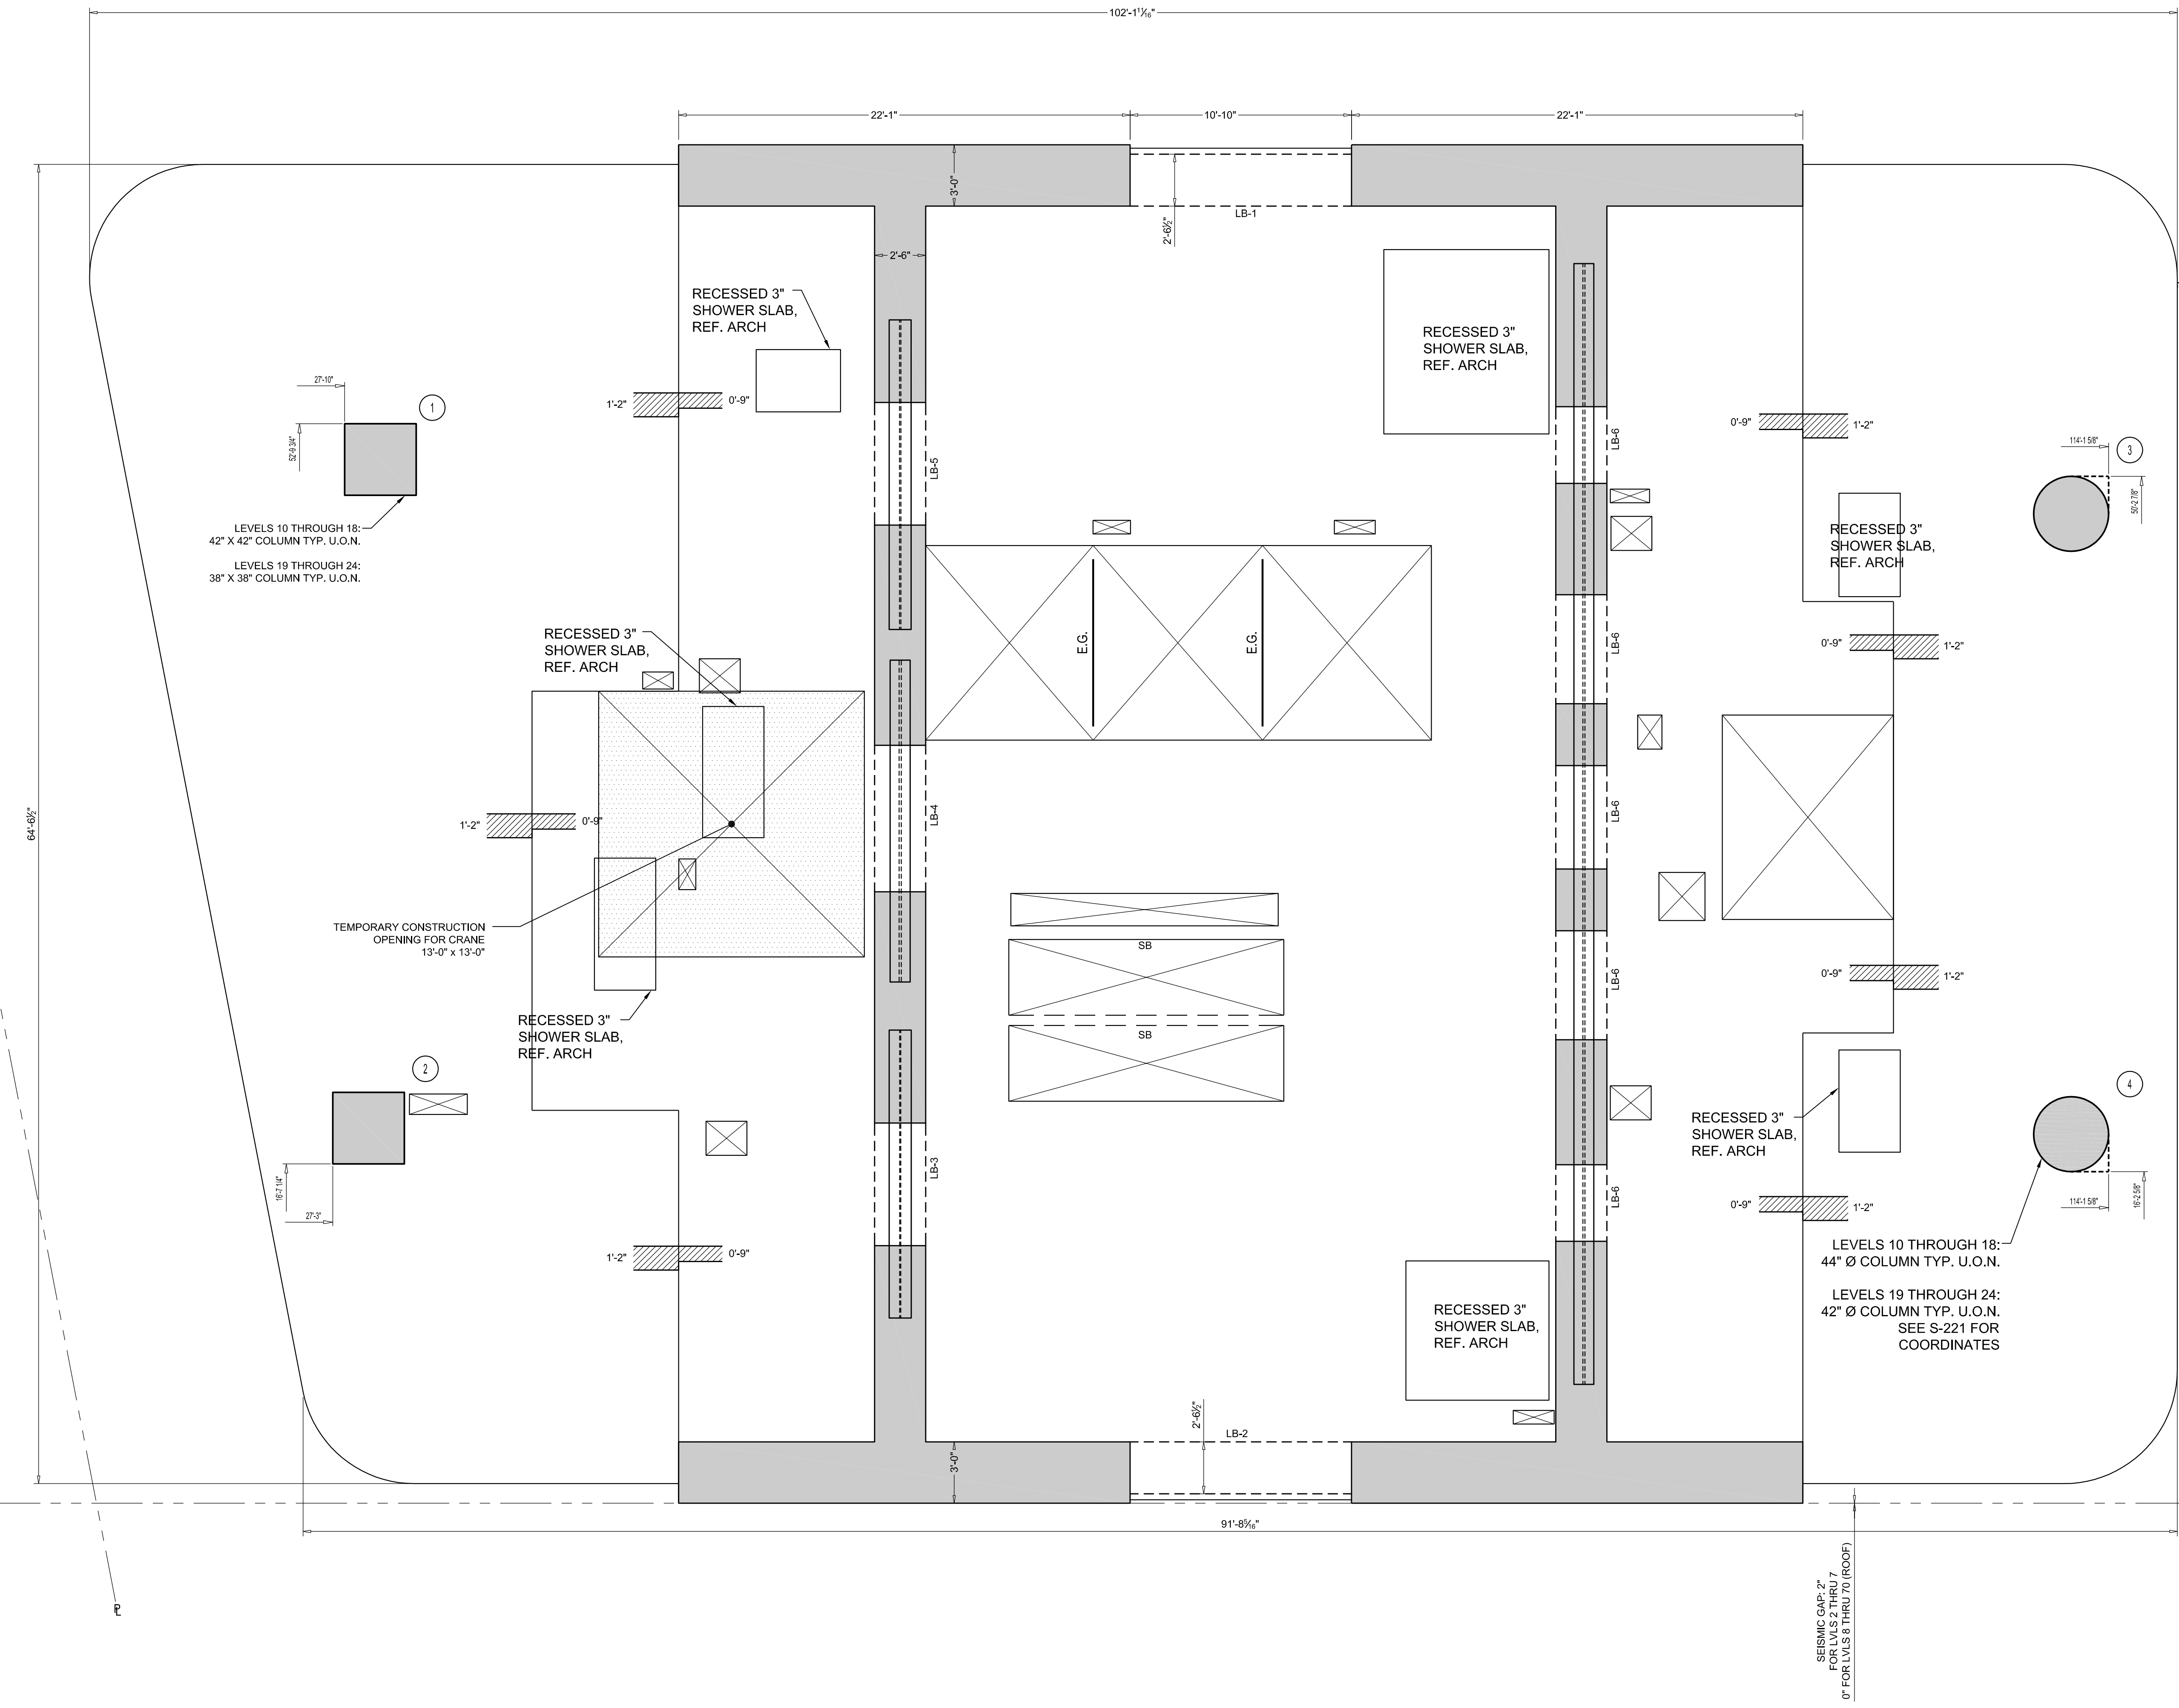 102'-1 1/16"
22'-1"
10'-10"
22'-1"
3'-0"
2'-6½"
LB-1
2'-6"
RECESSED 3"
SHOWER SLAB,
REF. ARCH
RECESSED 3"
SHOWER SLAB,
REF. ARCH
27'-10"
1
52'-9 3/4"
1'-2"
0'-9"
LB-5
LB-6
0'-9"
1'-2"
114'-1 5/8"
3
50'-2 7/8"
LEVELS 10 THROUGH 18:
42" X 42" COLUMN TYP. U.O.N.
LEVELS 19 THROUGH 24:
38" X 38" COLUMN TYP. U.O.N.
RECESSED 3"
SHOWER SLAB,
REF. ARCH
RECESSED 3"
SHOWER SLAB,
REF. ARCH
E.G.
E.G.
LB-6
0'-9"
1'-2"
64'-6½"
1'-2"
0'-9"
LB-4
LB-6
TEMPORARY CONSTRUCTION
OPENING FOR CRANE
13'-0" x 13'-0"
SB
SB
LB-6
0'-9"
1'-2"
RECESSED 3"
SHOWER SLAB,
REF. ARCH
2
16'-7 1/4"
27'-3"
LB-3
LB-6
RECESSED 3"
SHOWER SLAB,
REF. ARCH
4
114'-1 5/8"
16'-2 5/8"
1'-2"
0'-9"
0'-9"
1'-2"
LEVELS 10 THROUGH 18:
44" Ø COLUMN TYP. U.O.N.
LEVELS 19 THROUGH 24:
42" Ø COLUMN TYP. U.O.N.
SEE S-221 FOR
COORDINATES
RECESSED 3"
SHOWER SLAB,
REF. ARCH
2'-6½"
LB-2
3'-0"
91'-8 5/16"
SEISMIC GAP: 2"
FOR LVLS 2 THRU 7
0" FOR LVLS 8 THRU 70 (ROOF)
PL